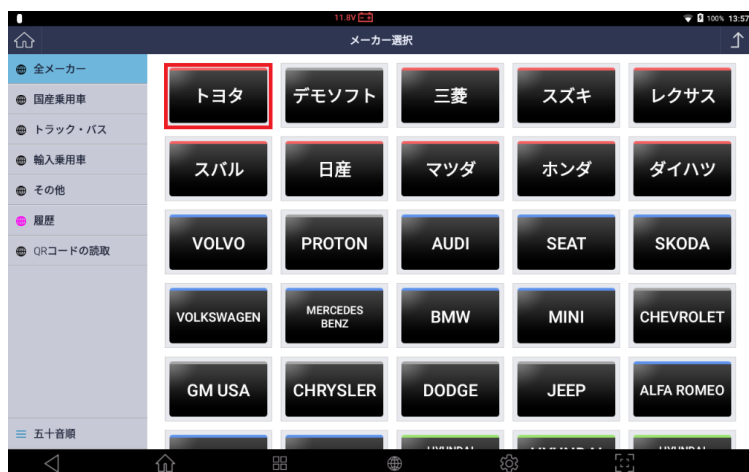 11.8V
100% 13:57
メーカー選択
全メーカー
国産乗用車
トラック・バス
輸入乗用車
その他
履歴
QRコードの読取
五十音順
トヨタ デモソフト 三菱 スズキ レクサス
スバル 日産 マツダ ホンダ ダイハツ
VOLVO PROTON AUDI SEAT SKODA
VOLKSWAGEN MERCEDES BENZ BMW MINI CHEVROLET
GM USA CHRYSLER DODGE JEEP ALFA ROMEO